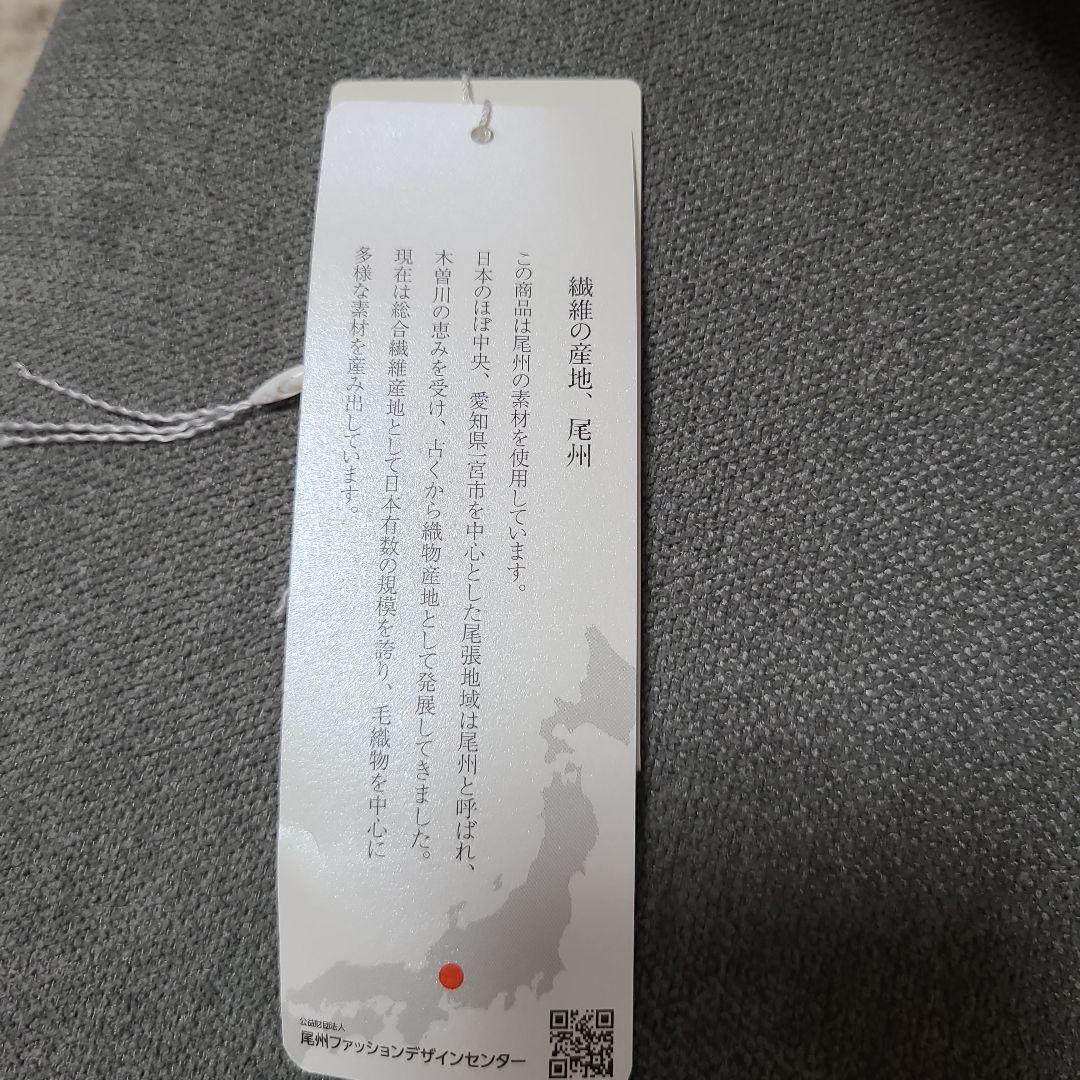 繊維の産地、尾州
この商品は尾州の素材を使用しています。
日本のほぼ中央、愛知県一宮市を中心とした尾張地域は尾州と呼ばれ、
木曽川の恵みを受け、古くから織物産地として発展してきました。
現在は総合繊維産地として日本有数の規模を誇り、毛織物を中心に
多様な素材を産み出しています。
公益財団法人
尾州ファッションデザインセンター